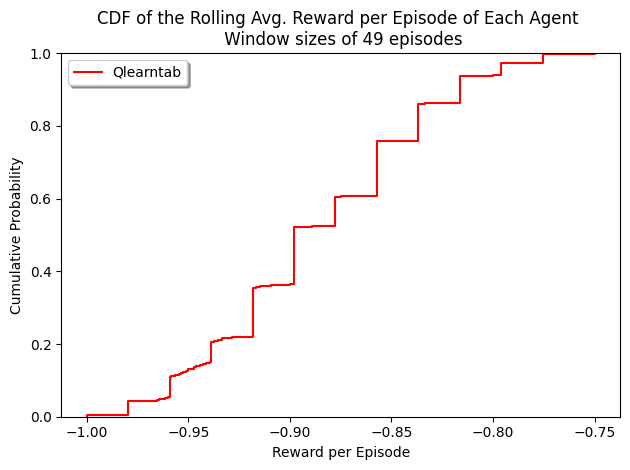 CDF of the Rolling Avg. Reward per Episode of Each Agent
Window sizes of 49 episodes
Qlearntab
Cumulative Probability
1.0
0.8
0.6
0.4
0.2
0.0
−1.00 −0.95 −0.90 −0.85 −0.80 −0.75
Reward per Episode